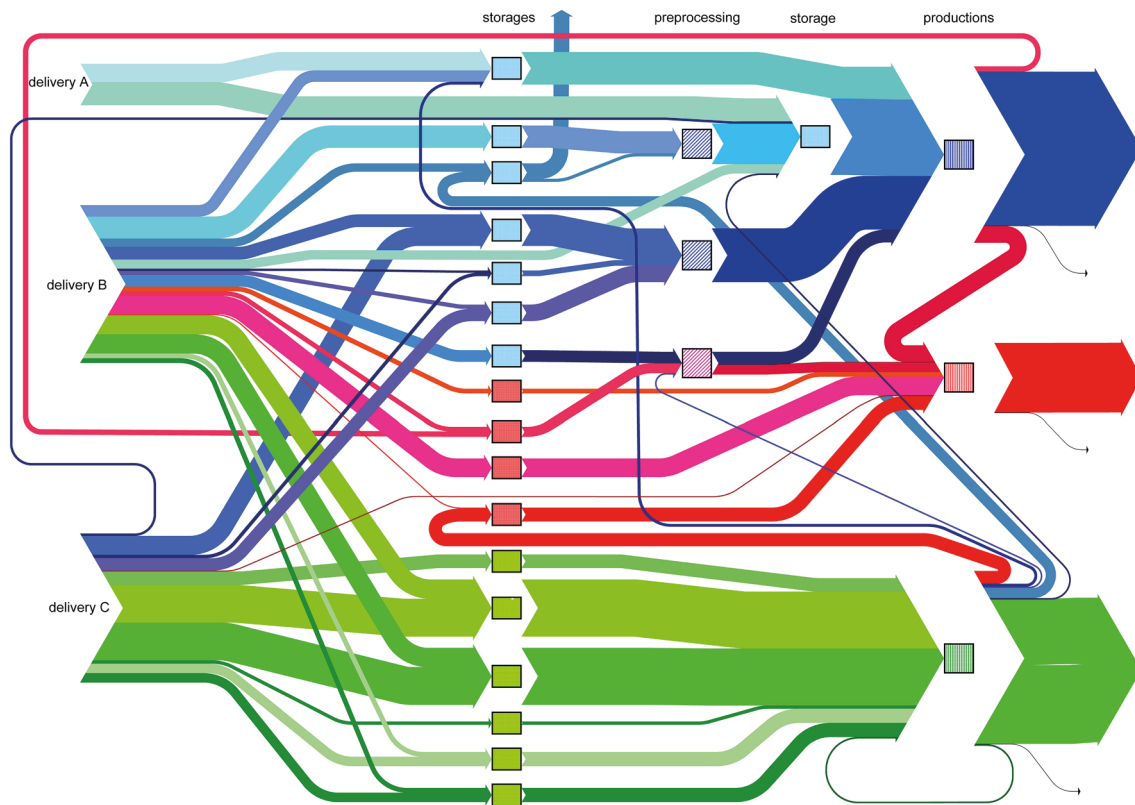 storages preprocessing storage productions
delivery A
delivery B
delivery C